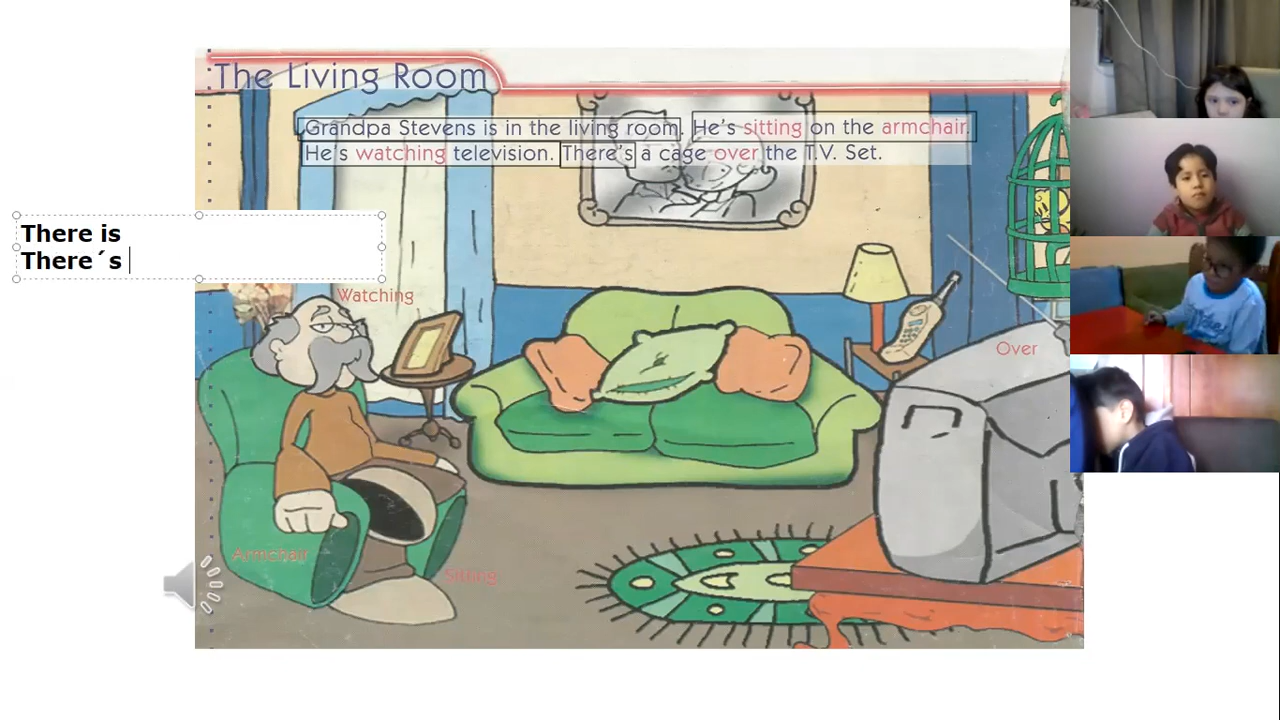 The Living Room
Grandpa Stevens is in the living room. He's sitting on the armchair.
He's watching television. There's a cage over the T.V. Set.
There is
There´s
Watching
Over
Armchair
Sitting